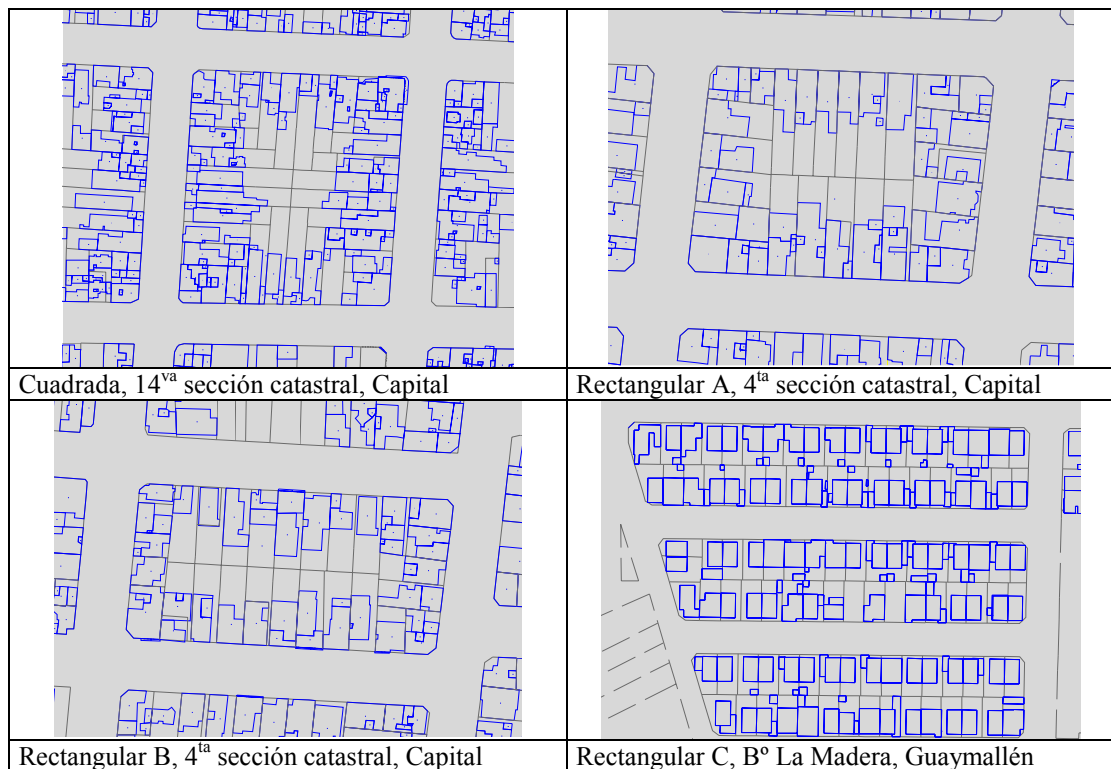 Cuadrada, 14va sección catastral, Capital
Rectangular A, 4ta sección catastral, Capital
Rectangular B, 4ta sección catastral, Capital
Rectangular C, Bº La Madera, Guaymallén